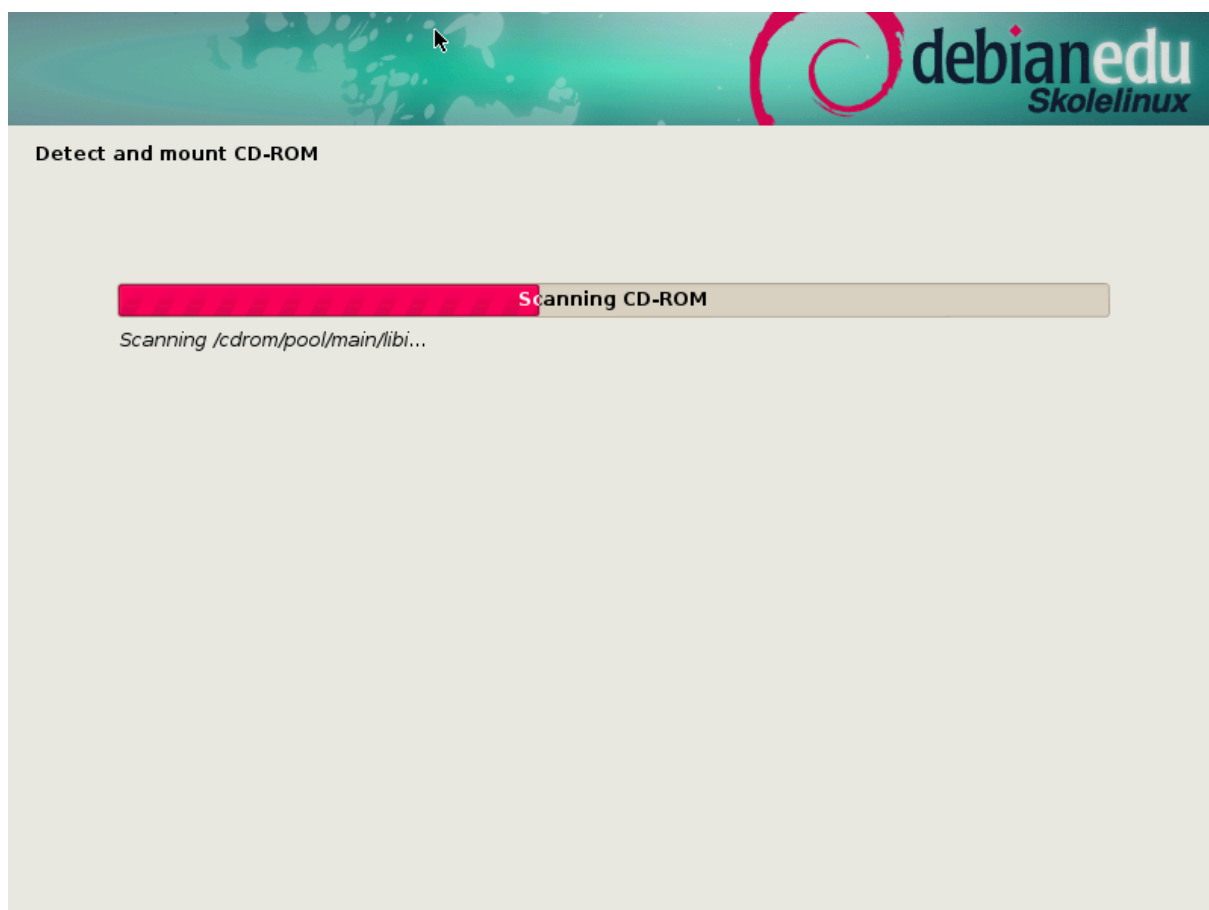 debianedu
Skolelinux
Detect and mount CD-ROM
Scanning CD-ROM
Scanning /cdrom/pool/main/libi...